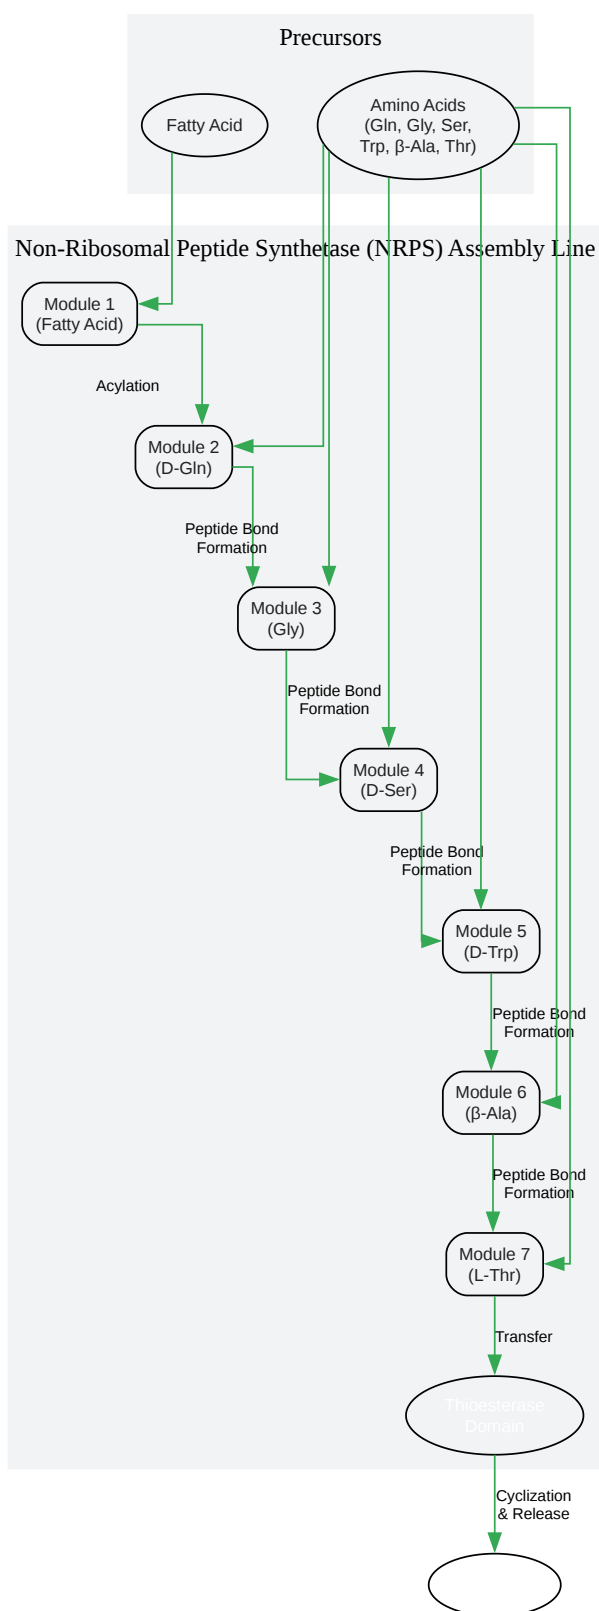 Precursors
Fatty Acid
Amino Acids
(Gln, Gly, Ser,
Trp, β-Ala, Thr)
Non-Ribosomal Peptide Synthetase (NRPS) Assembly Line
Module 1
(Fatty Acid)
Acylation
Module 2
(D-Gln)
Peptide Bond
Formation
Module 3
(Gly)
Peptide Bond
Formation
Module 4
(D-Ser)
Peptide Bond
Formation
Module 5
(D-Trp)
Peptide Bond
Formation
Module 6
(β-Ala)
Peptide Bond
Formation
Module 7
(L-Thr)
Transfer
Thioesterase
Domain
Cyclization
& Release